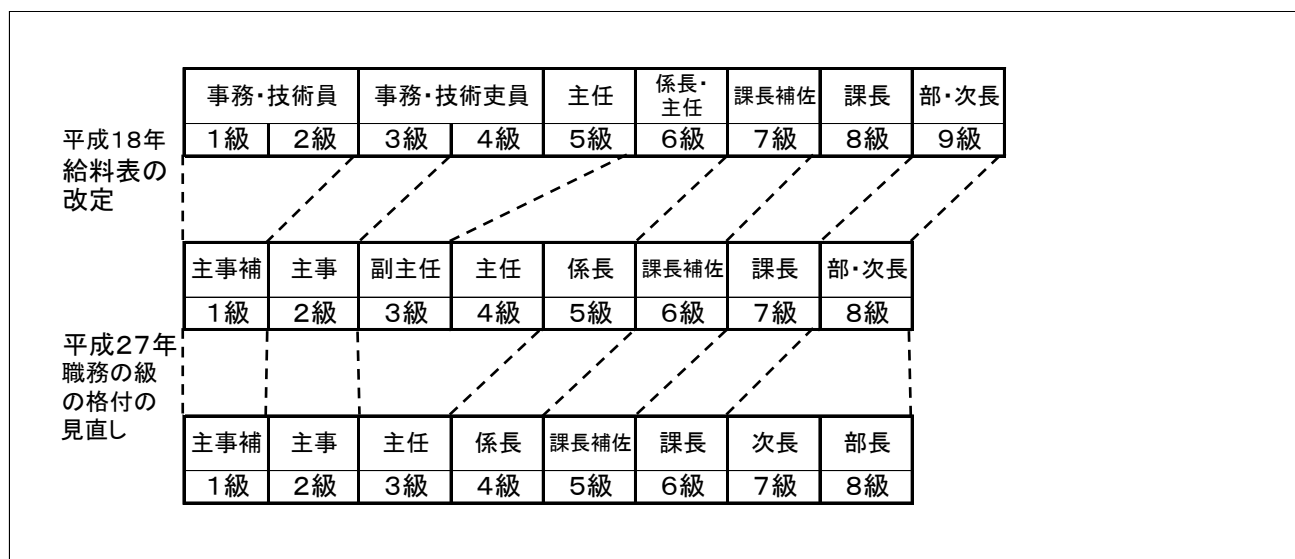 事務・技術員 事務・技術吏員 主任 係長・主任 課長補佐 課長 部・次長
1級 2級 3級 4級 5級 6級 7級 8級 9級
平成18年
給料表の
改定
主事補 主事 副主任 主任 係長 課長補佐 課長 部・次長
1級 2級 3級 4級 5級 6級 7級 8級
平成27年
職務の級
の格付の
見直し
主事補 主事 主任 係長 課長補佐 課長 次長 部長
1級 2級 3級 4級 5級 6級 7級 8級